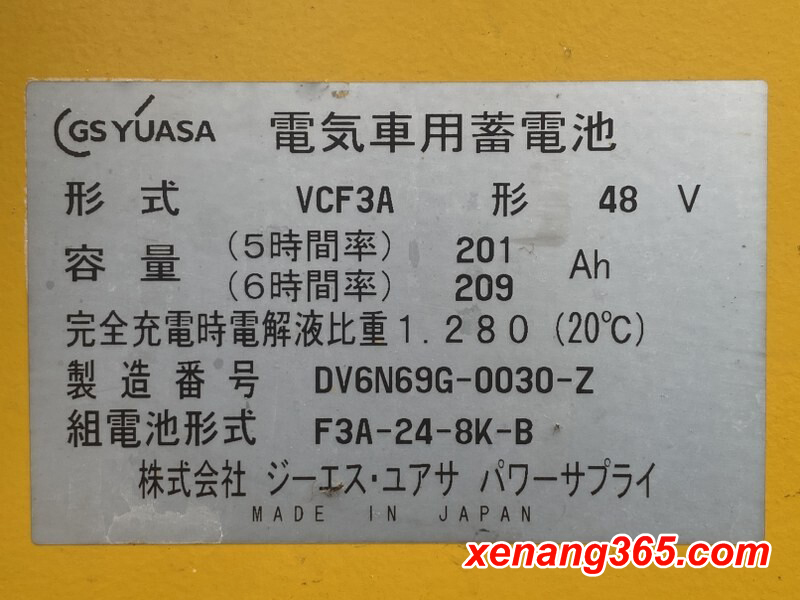 GS YUASA 電気車用蓄電池
形式 VCF3A 形 48 V
容量 (5時間率) 201 Ah
(6時間率) 209
完全充電時電解液比重1.280(20℃)
製造番号 DV6N69G-0030-Z
組電池形式 F3A-24-8K-B
株式会社 ジーエス・ユアサ パワーサプライ
MADE IN JAPAN
xenang365.com